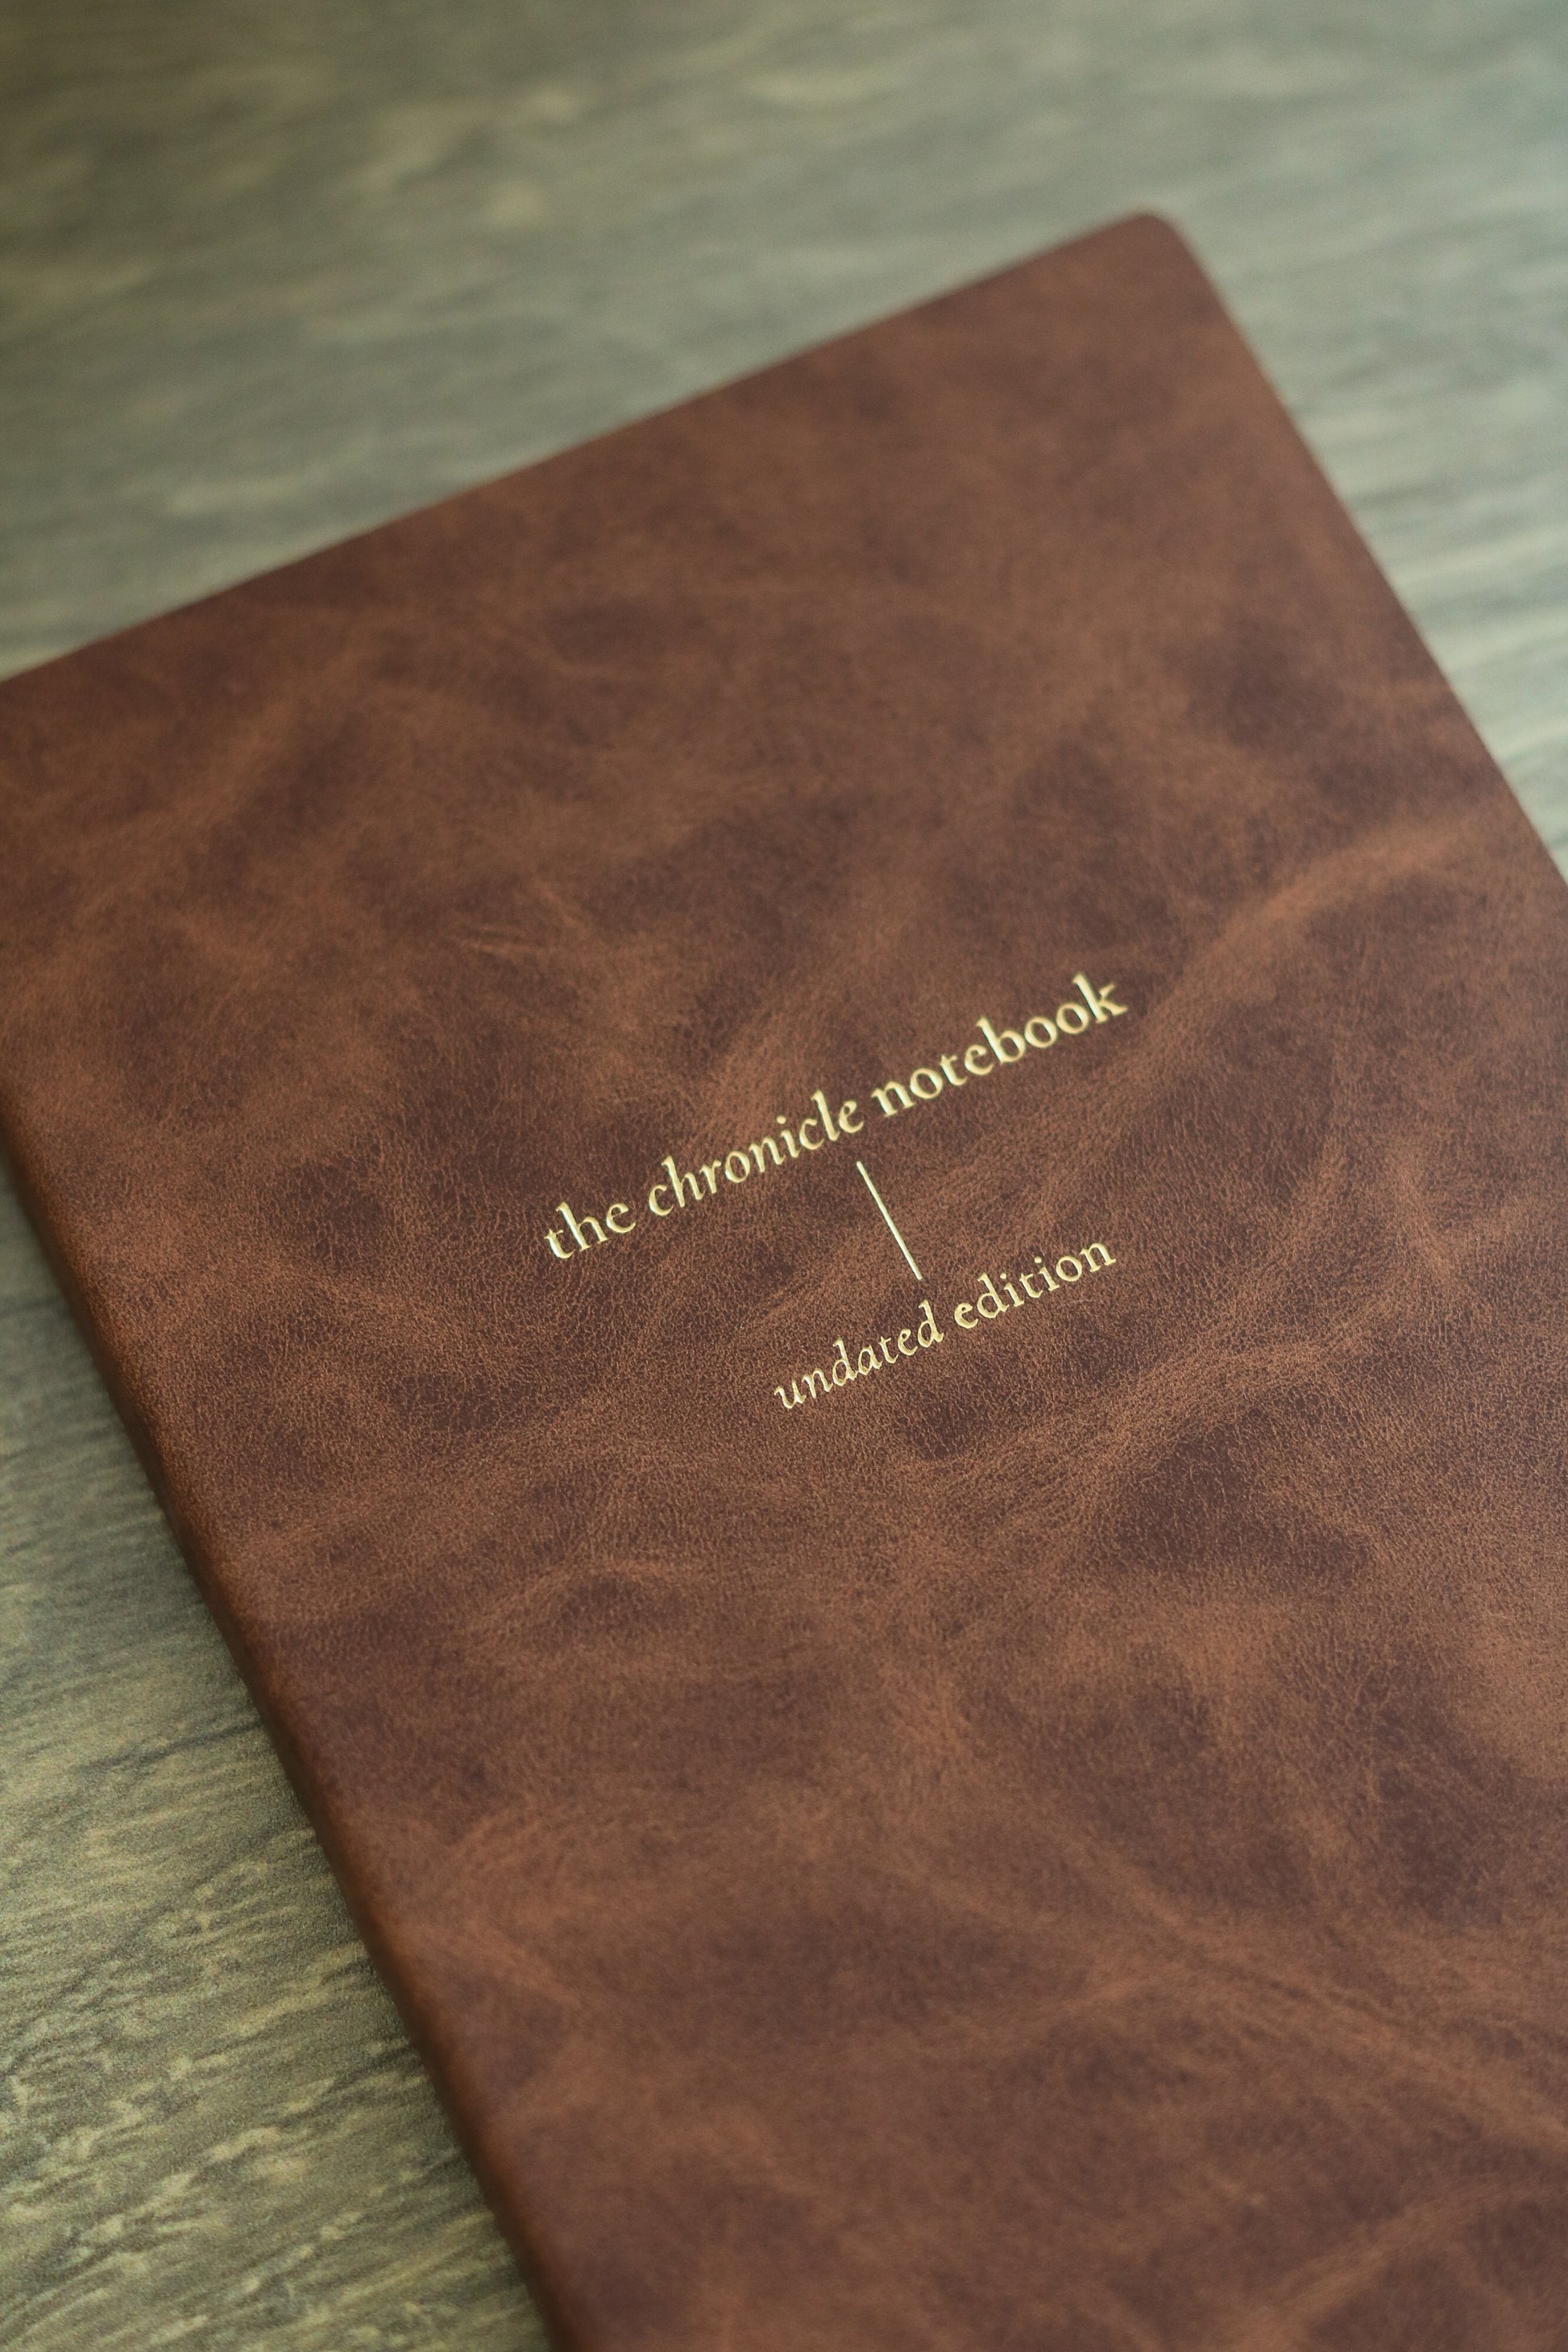 the chronicle notebook
undated edition